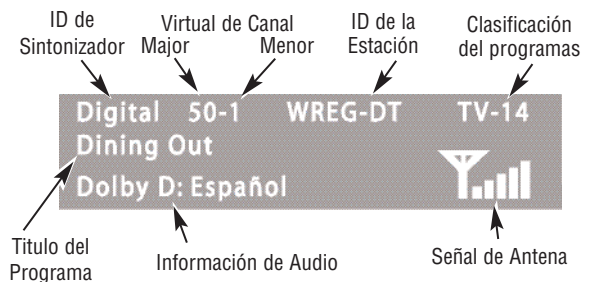 ID de Sintonizador
Virtual de Canal
Major Menor
ID de la Estación
Clasificación del programas
Digital 50-1 WREG-DT TV-14
Dining Out
Dolby D: Español
Titulo del Programa
Información de Audio
Señal de Antena